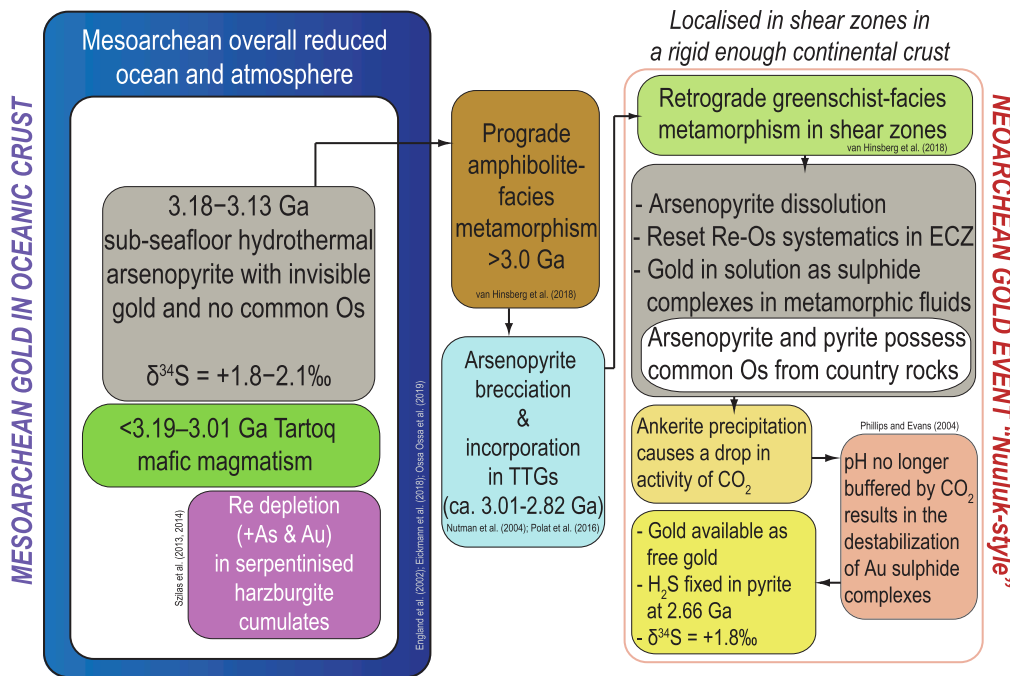 MESOARCHEAN GOLD IN OCEANIC CRUST
Mesoarchean overall reduced
ocean and atmosphere
3.18−3.13 Ga
sub-seafloor hydrothermal
arsenopyrite with invisible
gold and no common Os
δ³⁴S = +1.8−2.1‰
<3.19–3.01 Ga Tartoq
mafic magmatism
Szilas et al. (2013, 2014)
Re depletion
(+As & Au)
in serpentinised
harzburgite
cumulates
England et al. (2002); Eickmann et al. (2018); Ossa Ossa et al. (2019)
Prograde
amphibolite-
facies
metamorphism
>3.0 Ga
van Hinsberg et al. (2018)
Arsenopyrite
brecciation
&
incorporation
in TTGs
(ca. 3.01-2.82 Ga)
Nutman et al. (2004); Polat et al. (2016)
Localised in shear zones in
a rigid enough continental crust
Retrograde greenschist-facies
metamorphism in shear zones
van Hinsberg et al. (2018)
- Arsenopyrite dissolution
- Reset Re-Os systematics in ECZ
- Gold in solution as sulphide
complexes in metamorphic fluids
Arsenopyrite and pyrite possess
common Os from country rocks
Ankerite precipitation
causes a drop in
activity of CO₂
Phillips and Evans (2004)
pH no longer
buffered by CO₂
results in the
destabilization
of Au sulphide
complexes
- Gold available as
free gold
- H₂S fixed in pyrite
at 2.66 Ga
- δ³⁴S = +1.8‰
NEOARCHEAN GOLD EVENT "Nuuluk-style"